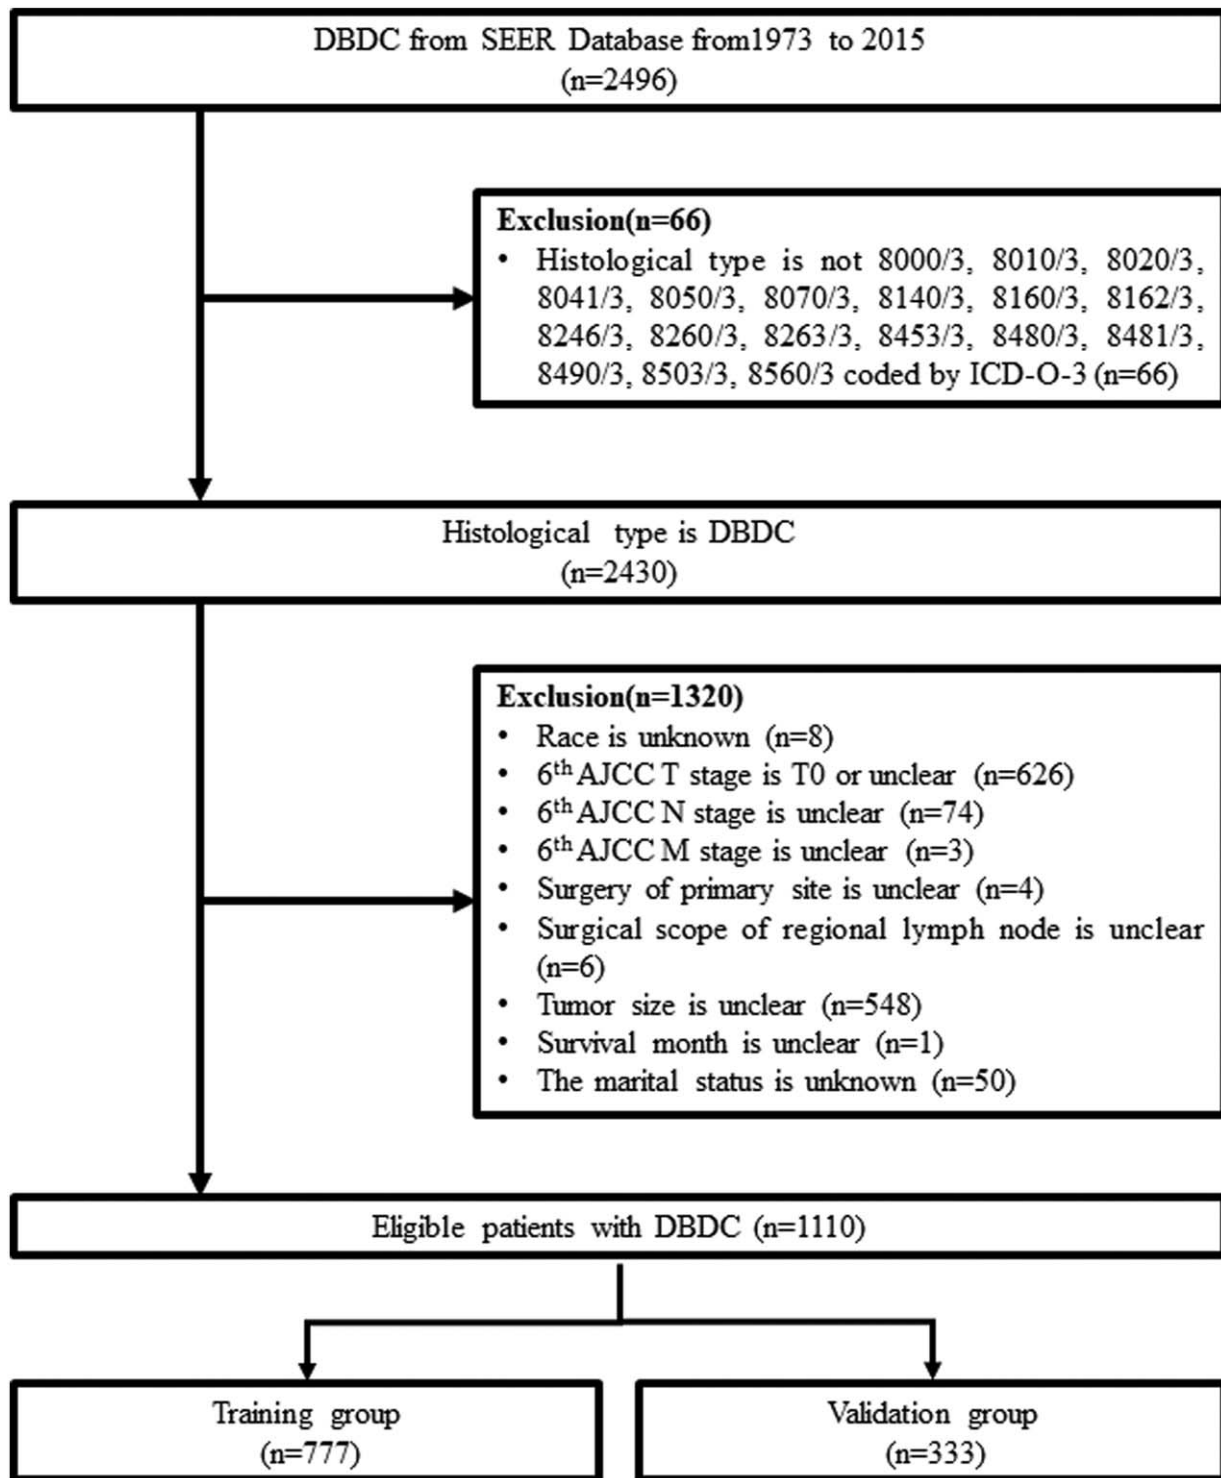 DBDC from SEER Database from1973 to 2015
(n=2496)
Exclusion(n=66)
• Histological type is not 8000/3, 8010/3, 8020/3,
8041/3, 8050/3, 8070/3, 8140/3, 8160/3, 8162/3,
8246/3, 8260/3, 8263/3, 8453/3, 8480/3, 8481/3,
8490/3, 8503/3, 8560/3 coded by ICD-O-3 (n=66)
Histological type is DBDC
(n=2430)
Exclusion(n=1320)
• Race is unknown (n=8)
• 6th AJCC T stage is T0 or unclear (n=626)
• 6th AJCC N stage is unclear (n=74)
• 6th AJCC M stage is unclear (n=3)
• Surgery of primary site is unclear (n=4)
• Surgical scope of regional lymph node is unclear
(n=6)
• Tumor size is unclear (n=548)
• Survival month is unclear (n=1)
• The marital status is unknown (n=50)
Eligible patients with DBDC (n=1110)
Training group
(n=777)
Validation group
(n=333)